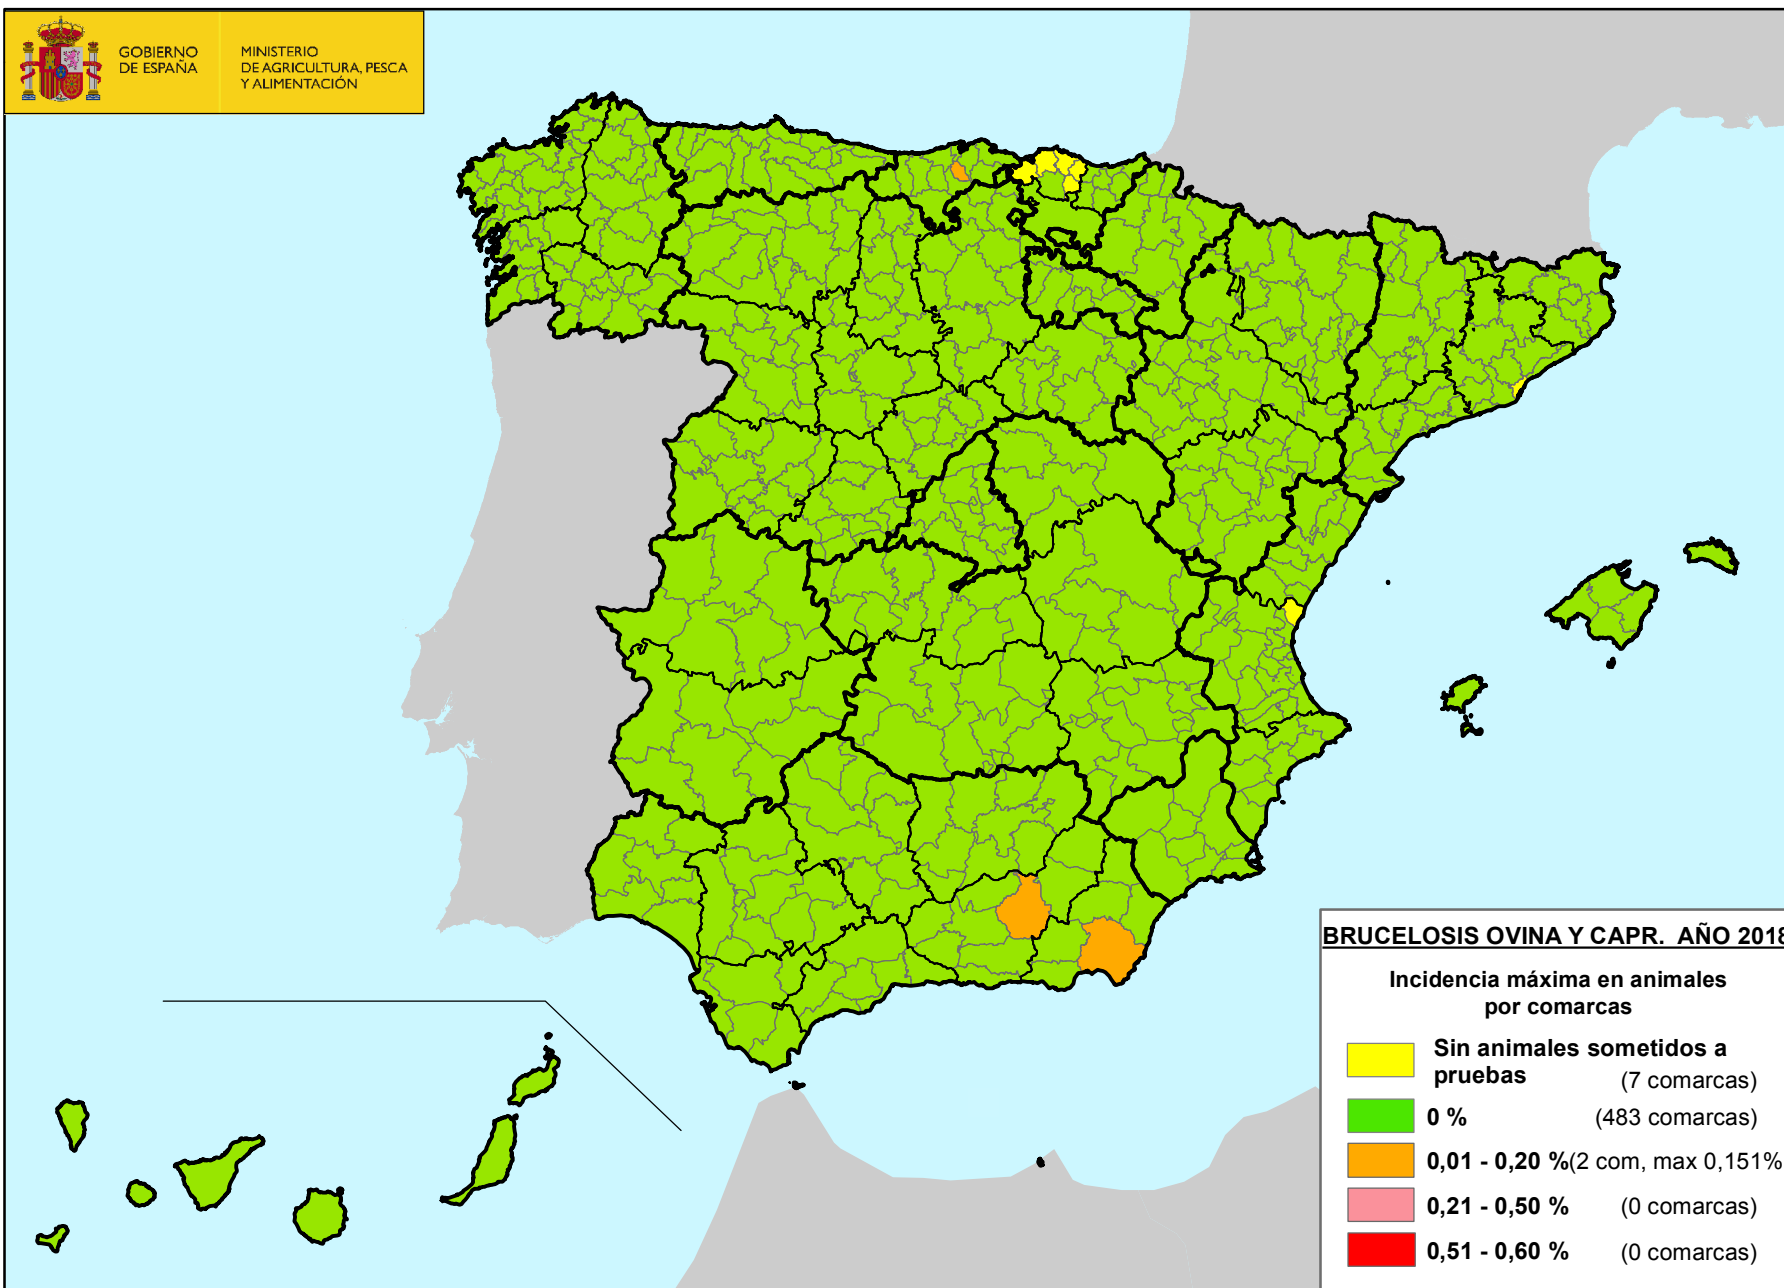 GOBIERNO
DE ESPAÑA
MINISTERIO
DE AGRICULTURA, PESCA
Y ALIMENTACIÓN
BRUCELOSIS OVINA Y CAPR. AÑO 2018
Incidencia máxima en animales
por comarcas
Sin animales sometidos a
pruebas (7 comarcas)
0 % (483 comarcas)
0,01 - 0,20 %(2 com, max 0,151%
0,21 - 0,50 % (0 comarcas)
0,51 - 0,60 % (0 comarcas)